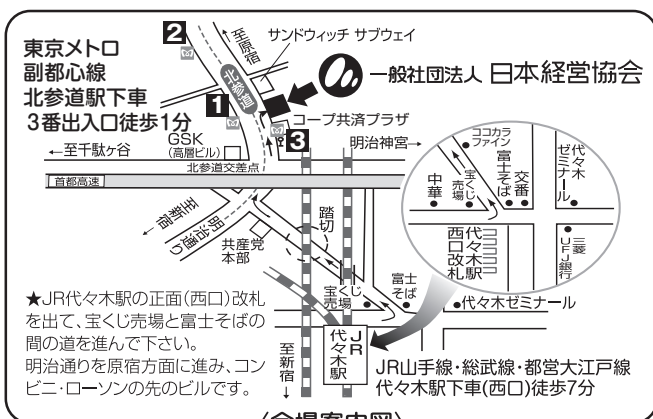 東京メトロ
副都心線
北参道駅下車
3番出入口徒歩1分
2
至原宿
サンドウィッチ サブウェイ
北参道
一般社団法人 日本経営協会
1
コープ共済プラザ
3
GSK
(高層ビル)
明治神宮→
←至千駄ヶ谷
北参道交差点
首都高速
至新宿
明治通り
共産党
本部
踏切
宝くじ
売場
富士
そば
代々木ゼミナール
JR
代々木駅
至新宿
ココカラ
ファイン
中華
宝くじ
売場
富士そば
交番
代々木
ゼミナール
代々木駅
西口改札
三菱
UFJ銀行
★JR代々木駅の正面(西口)改札
を出て、宝くじ売場と富士そばの
間の道を進んで下さい。
明治通りを原宿方面に進み、コン
ビニ・ローソンの先のビルです。
JR山手線・総武線・都営大江戸線
代々木駅下車(西口)徒歩7分